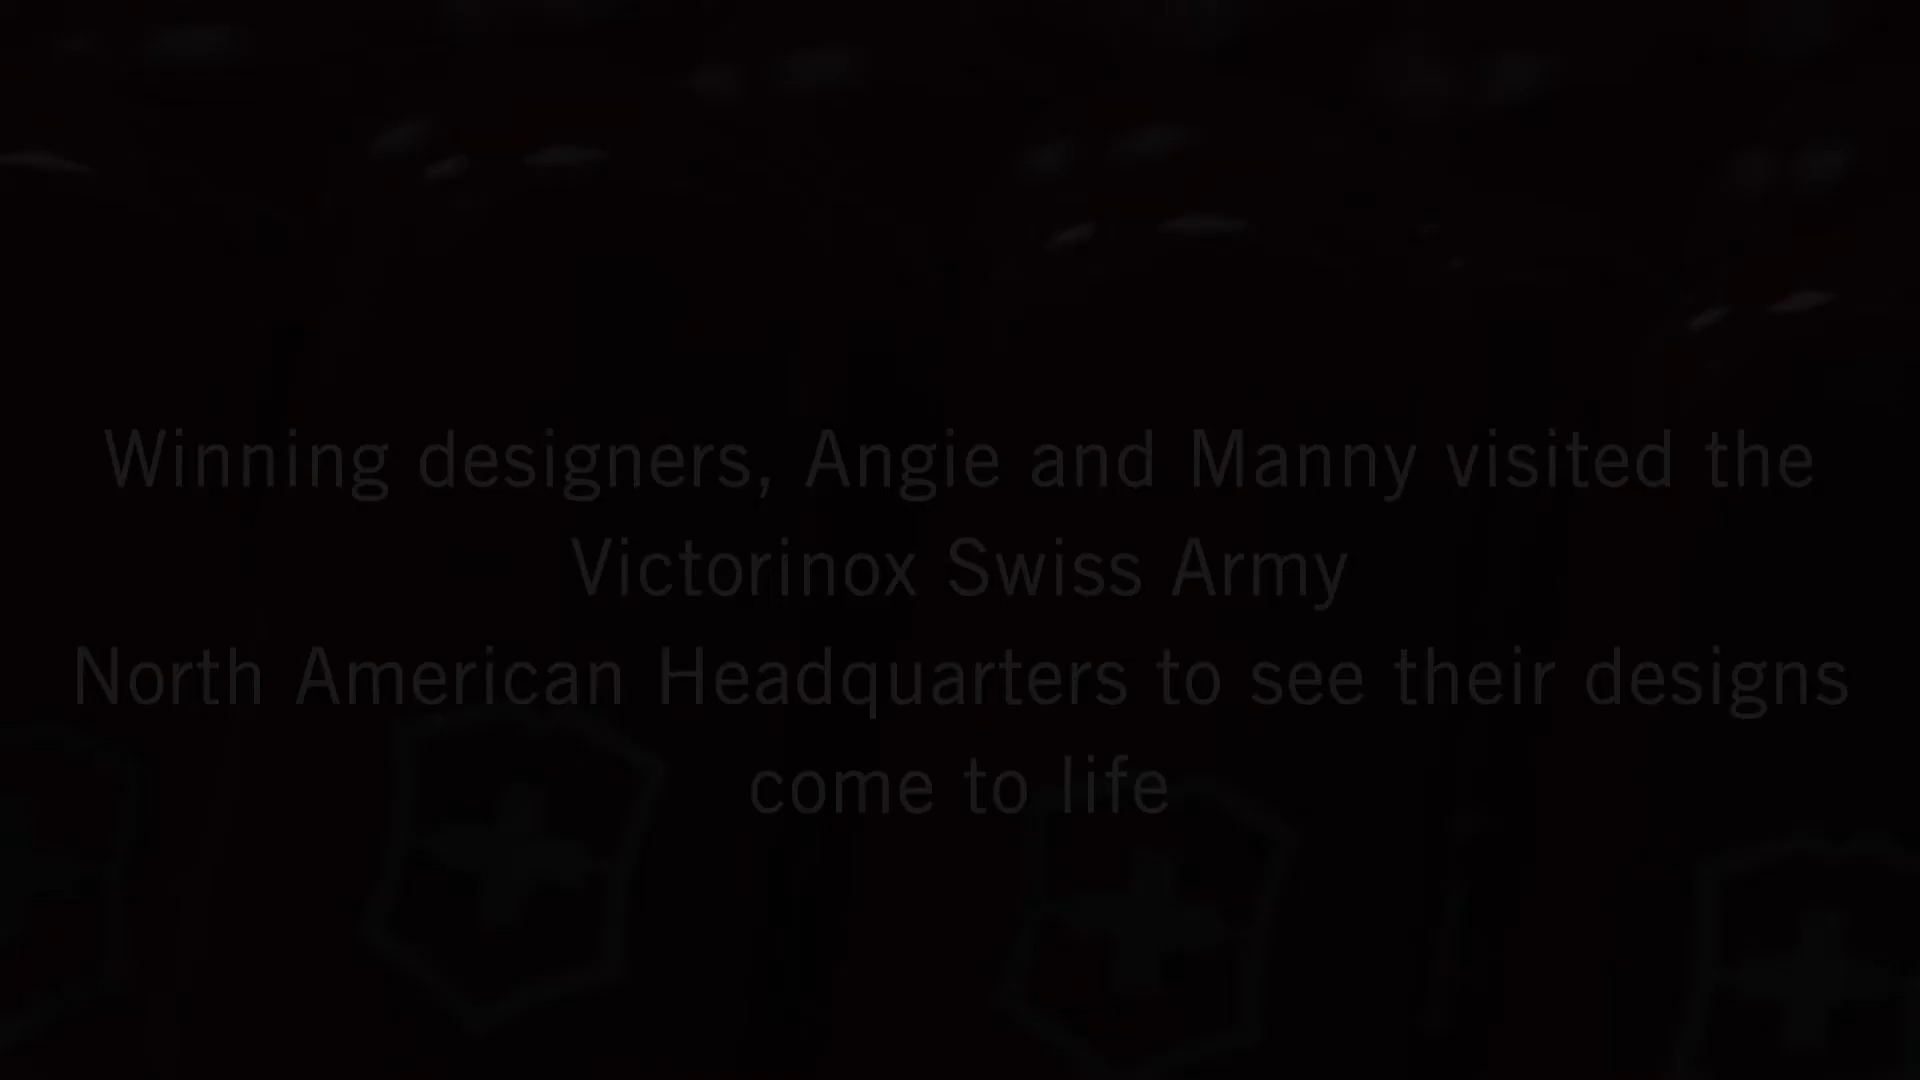 Winning designers, Angie and Manny visited the
Victorinox Swiss Army
North American Headquarters to see their designs
come to life